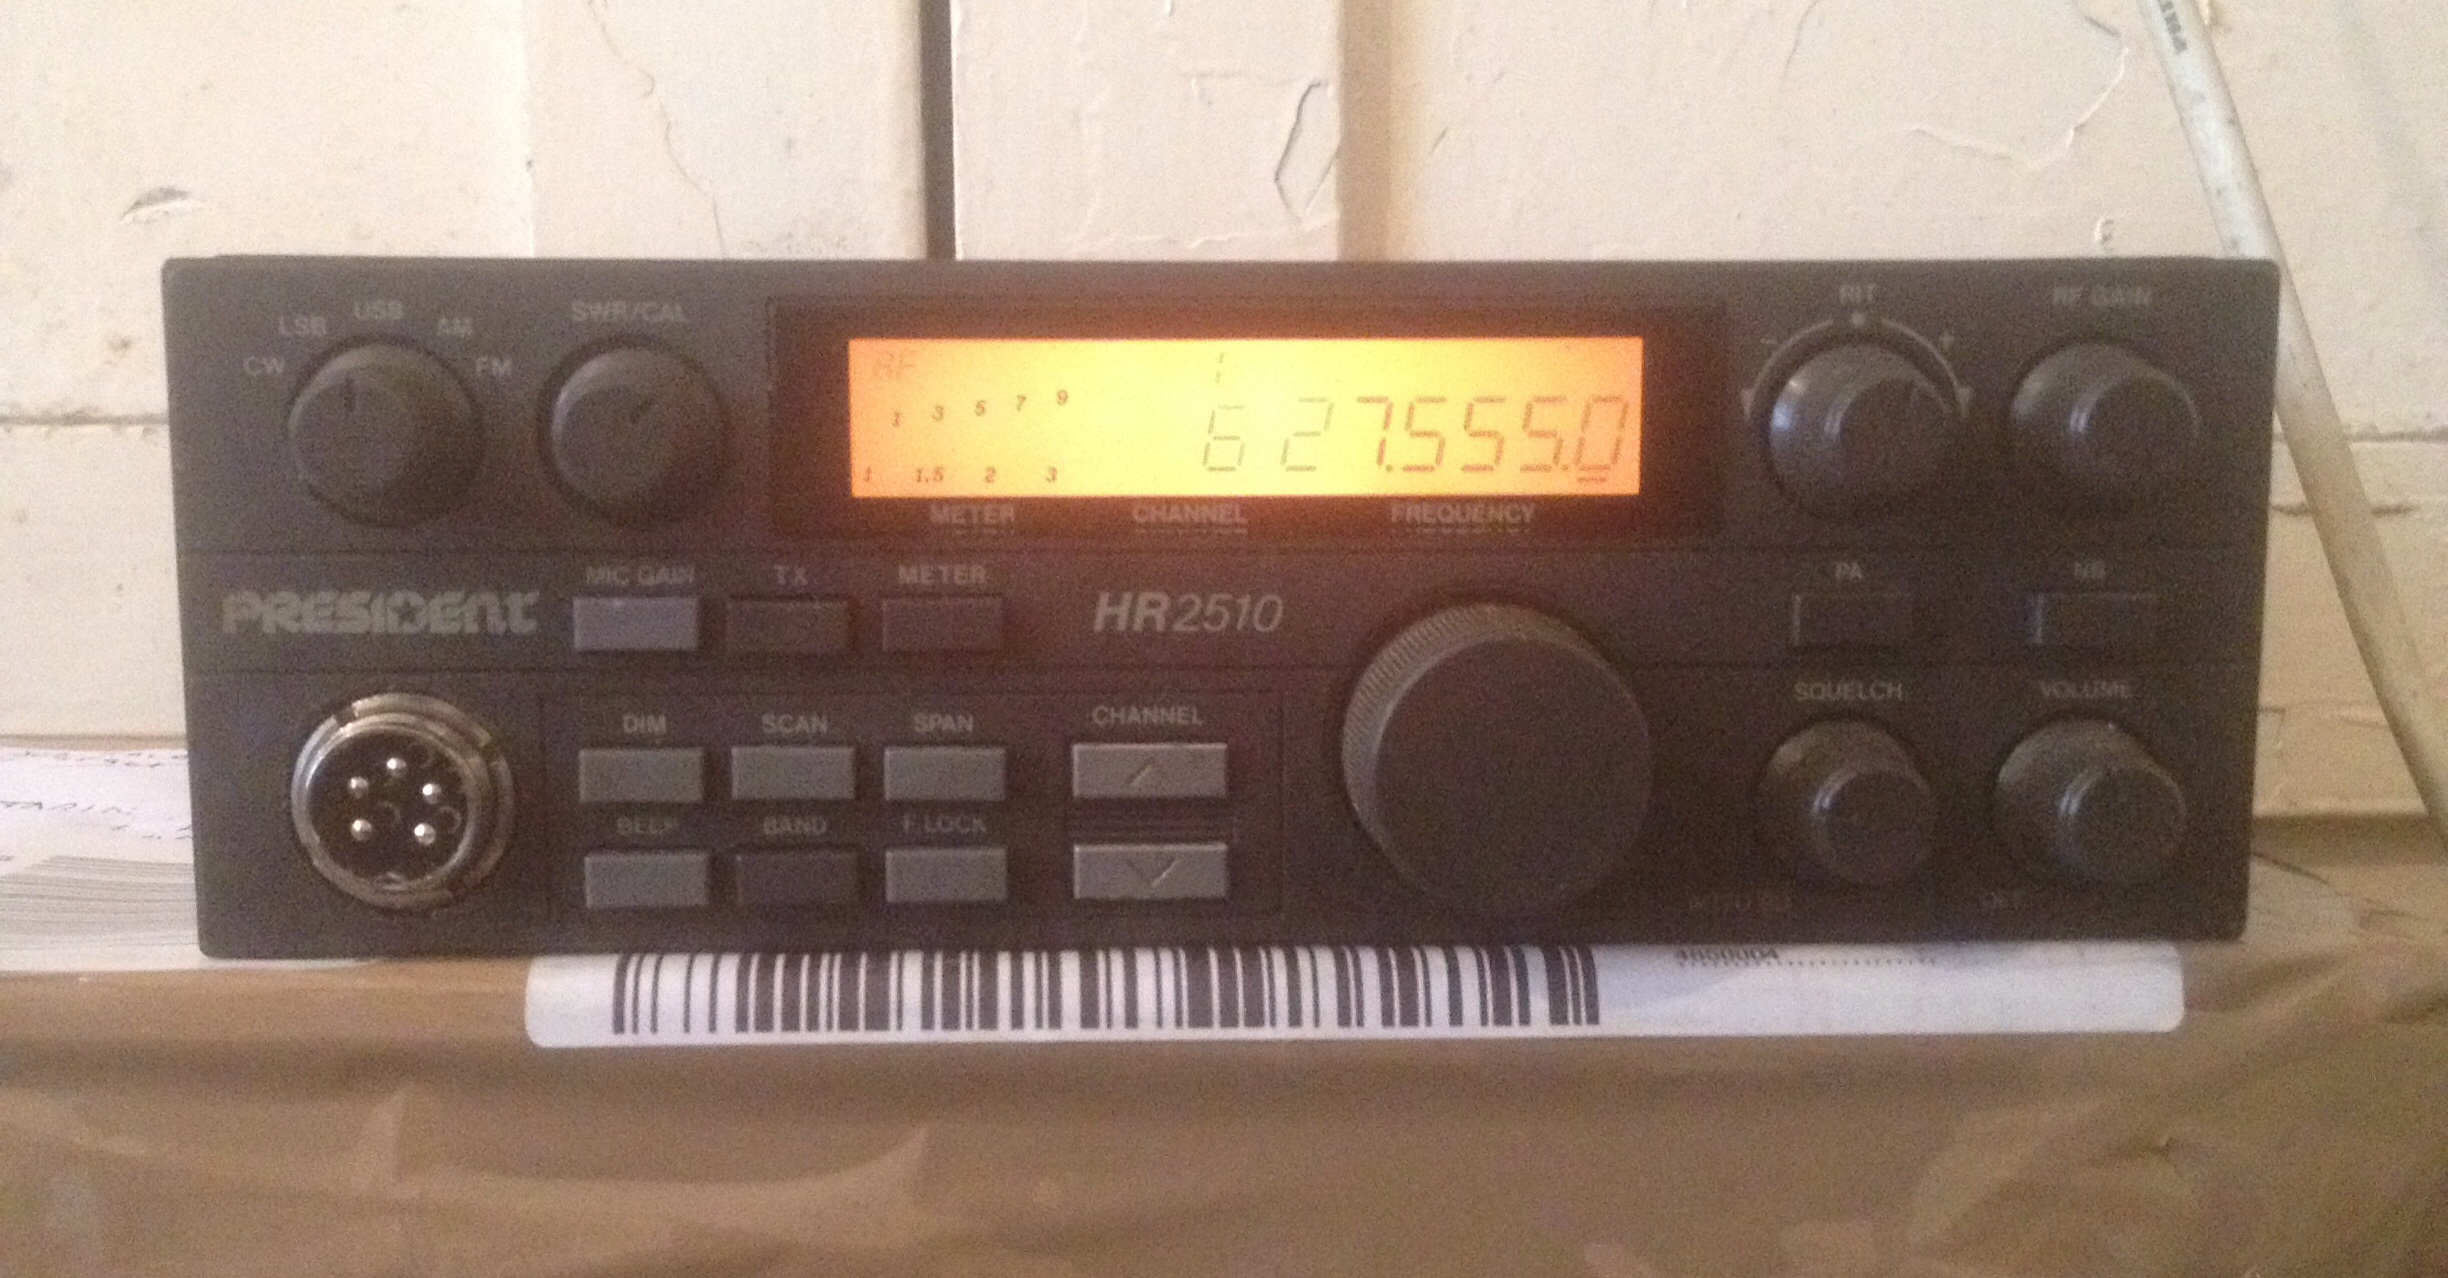 CW LSB USB AM FM
SWR/CAL
RF 1
1 3 5 7 9
6 27.555.0
1 1.5 2 3
METER CHANNEL FREQUENCY
RIT
- +
RF GAIN
PRESIDENT
MIC GAIN TX METER
HR2510
PA NB
DIM SCAN SPAN CHANNEL
BEEP BAND F.LOCK
SQUELCH VOLUME
OFF